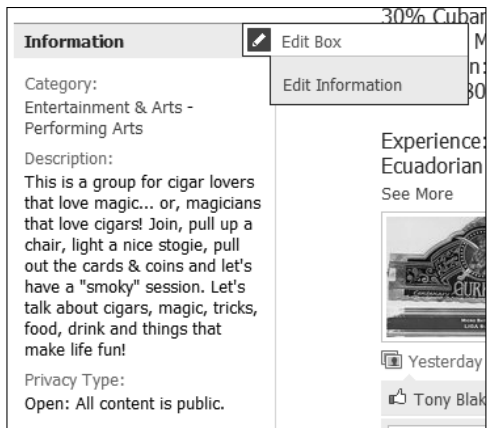 Information
Edit Box
Edit Information
Category:
Entertainment & Arts -
Performing Arts
Description:
This is a group for cigar lovers
that love magic... or, magicians
that love cigars! Join, pull up a
chair, light a nice stogie, pull
out the cards & coins and let's
have a "smoky" session. Let's
talk about cigars, magic, tricks,
food, drink and things that
make life fun!
Privacy Type:
Open: All content is public.
30% Cuban
M
n:
30
Experience:
Ecuadorian
See More
Yesterday
Tony Blak